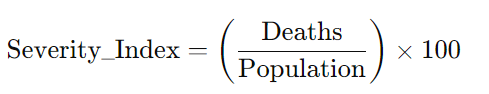 Severity_Index = ( Deaths / Population ) × 100